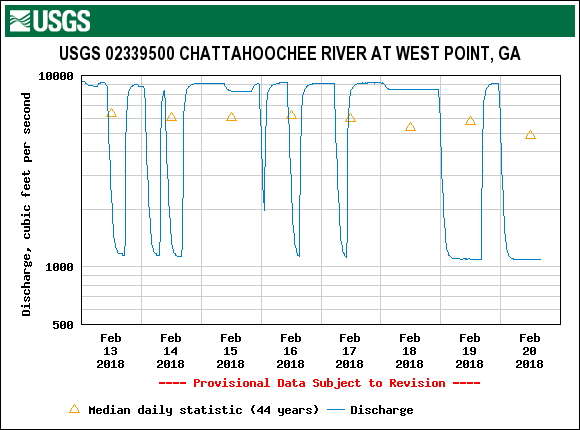 USGS
USGS 02339500 CHATTAHOOCHEE RIVER AT WEST POINT, GA
Discharge, cubic feet per second
10000
1000
500
Feb 13 2018
Feb 14 2018
Feb 15 2018
Feb 16 2018
Feb 17 2018
Feb 18 2018
Feb 19 2018
Feb 20 2018
---- Provisional Data Subject to Revision ----
Median daily statistic (44 years)
Discharge